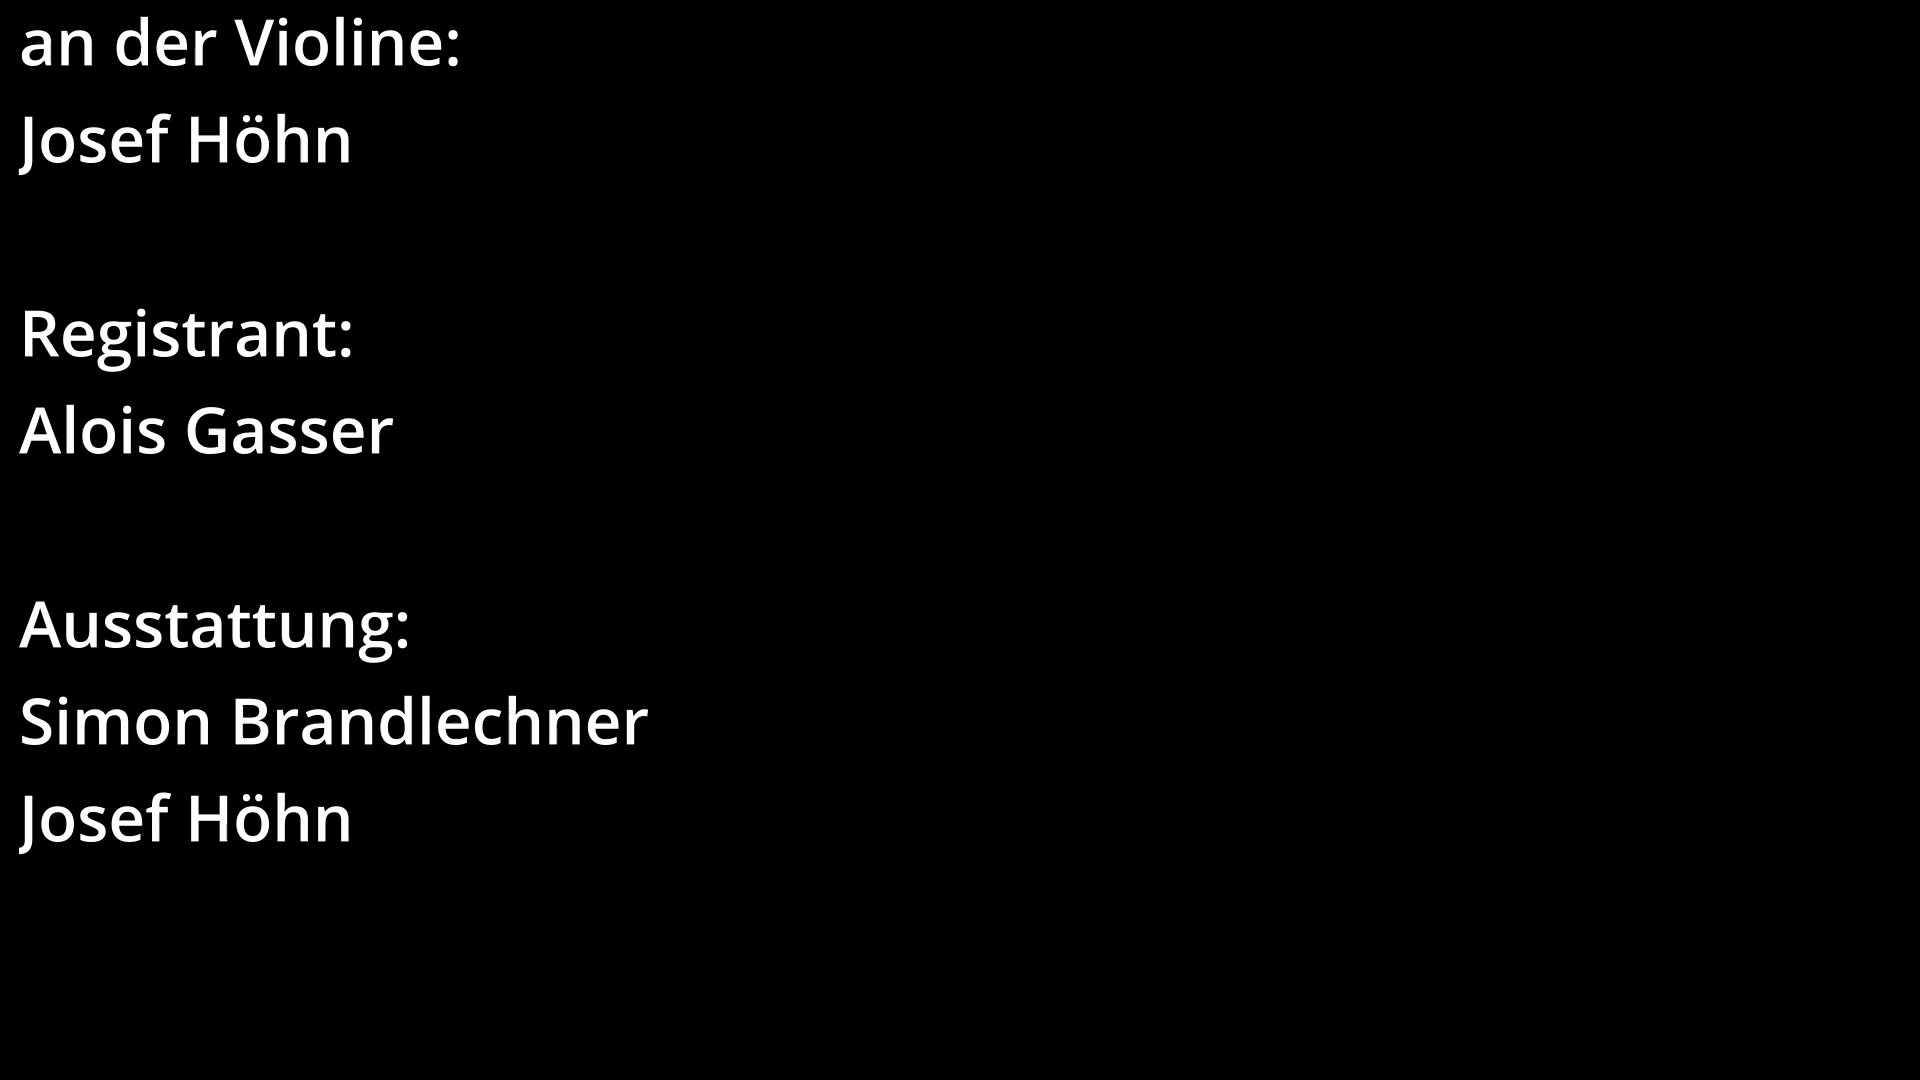 an der Violine:
Josef Höhn
Registrant:
Alois Gasser
Ausstattung:
Simon Brandlechner
Josef Höhn